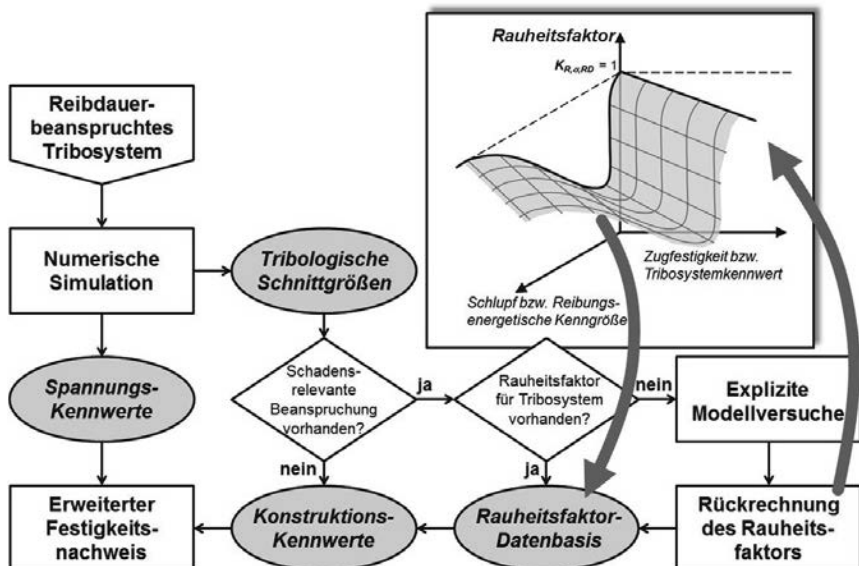 Rauheitsfaktor
K_R,α,RD = 1
Zugfestigkeit bzw.
Tribosystemkennwert
Schlupf bzw. Reibungs-
energetische Kenngröße
Reibdauer-
beanspruchtes
Tribosystem
Numerische
Simulation
Tribologische
Schnittgrößen
Spannungs-
Kennwerte
Schadens-
relevante
Beanspruchung
vorhanden?
ja
nein
Rauheitsfaktor
für Tribosystem
vorhanden?
nein
ja
Explizite
Modellversuche
Erweiterter
Festigkeits-
nachweis
Konstruktions-
Kennwerte
Rauheitsfaktor-
Datenbasis
Rückrechnung
des Rauheits-
faktors